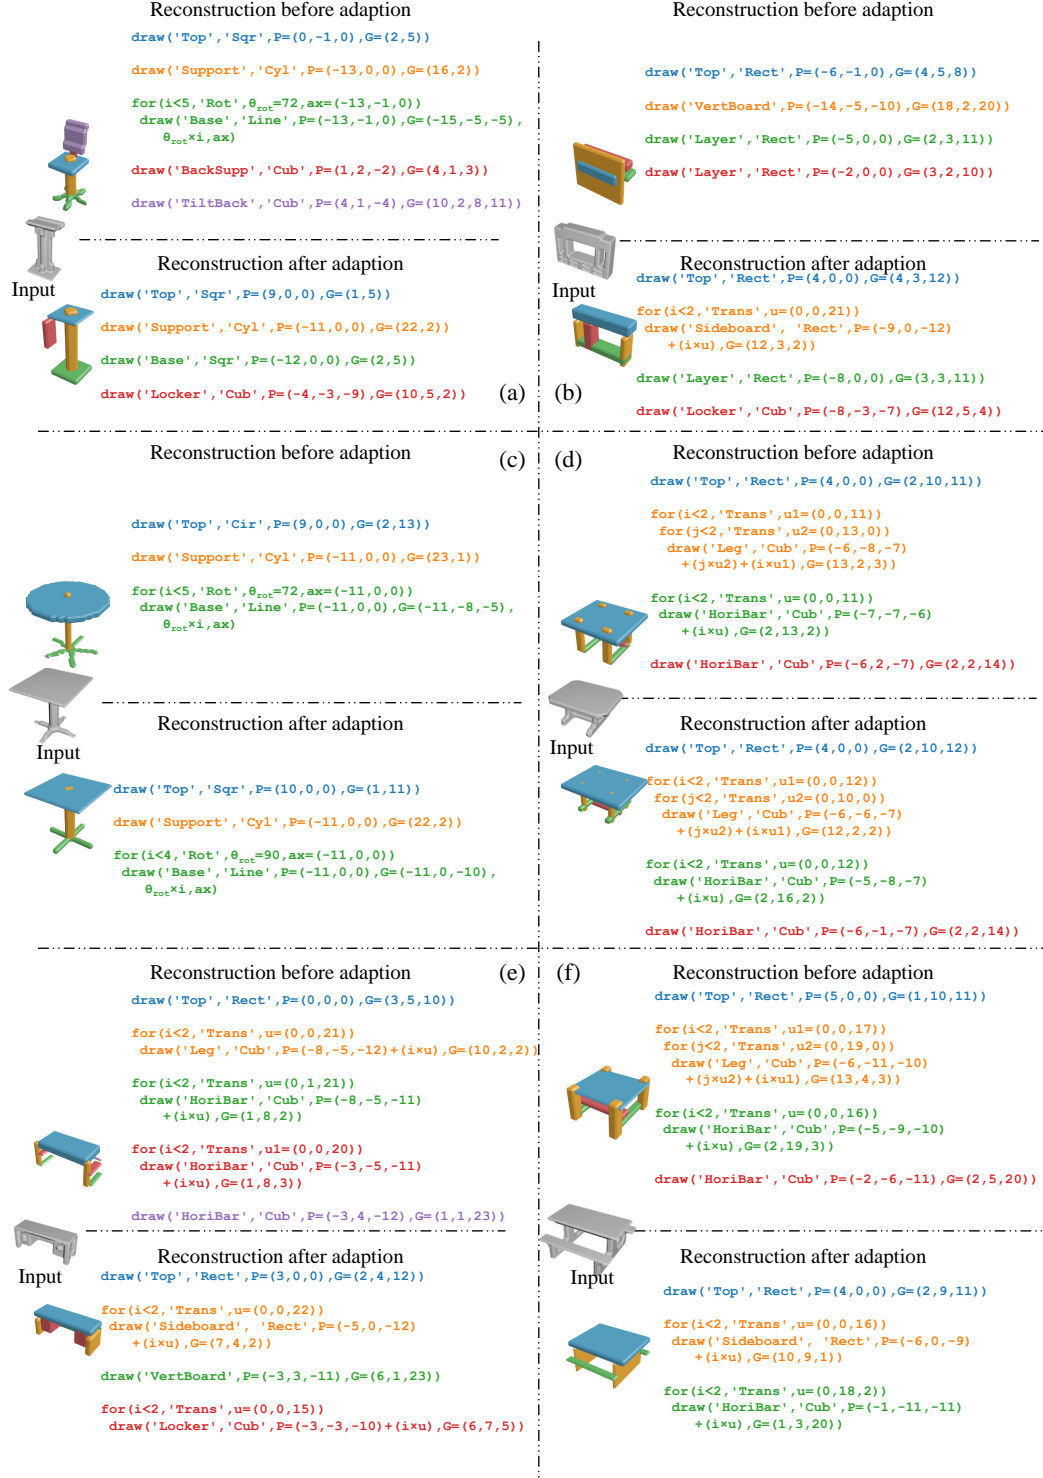 Reconstruction before adaption
draw('Top','Sqr',P=(0,-1,0),G=(2,5))
draw('Support','Cyl',P=(-13,0,0),G=(16,2))
for(i<5,'Rot',θrot=72,ax=(-13,-1,0))
draw('Base','Line',P=(-13,-1,0),G=(-15,-5,-5),
θrot×i,ax)
draw('BackSupp','Cub',P=(1,2,-2),G=(4,1,3))
draw('TiltBack','Cub',P=(4,1,-4),G=(10,2,8,11))
Input
Reconstruction after adaption
draw('Top','Sqr',P=(9,0,0),G=(1,5))
draw('Support','Cyl',P=(-11,0,0),G=(22,2))
draw('Base','Sqr',P=(-12,0,0),G=(2,5))
draw('Locker','Cub',P=(-4,-3,-9),G=(10,5,2))
(a)
Reconstruction before adaption
draw('Top','Rect',P=(-6,-1,0),G=(4,5,8))
draw('VertBoard',P=(-14,-5,-10),G=(18,2,20))
draw('Layer','Rect',P=(-5,0,0),G=(2,3,11))
draw('Layer','Rect',P=(-2,0,0),G=(3,2,10))
Input
Reconstruction after adaption
draw('Top','Rect',P=(4,0,0),G=(4,3,12))
for(i<2,'Trans',u=(0,0,21))
draw('Sideboard', 'Rect',P=(-9,0,-12)
+(i×u),G=(12,3,2))
draw('Layer','Rect',P=(-8,0,0),G=(3,3,11))
draw('Locker','Cub',P=(-8,-3,-7),G=(12,5,4))
(b)
Reconstruction before adaption
(c)
draw('Top','Cir',P=(9,0,0),G=(2,13))
draw('Support','Cyl',P=(-11,0,0),G=(23,1))
for(i<5,'Rot',θrot=72,ax=(-11,0,0))
draw('Base','Line',P=(-11,0,0),G=(-11,-8,-5),
θrot×i,ax)
Input
Reconstruction after adaption
draw('Top','Sqr',P=(10,0,0),G=(1,11))
draw('Support','Cyl',P=(-11,0,0),G=(22,2))
for(i<4,'Rot',θrot=90,ax=(-11,0,0))
draw('Base','Line',P=(-11,0,0),G=(-11,0,-10),
θrot×i,ax)
(d)
Reconstruction before adaption
draw('Top','Rect',P=(4,0,0),G=(2,10,11))
for(i<2,'Trans',u1=(0,0,11))
for(j<2,'Trans',u2=(0,13,0))
draw('Leg','Cub',P=(-6,-8,-7)
+(j×u2)+(i×u1),G=(13,2,3))
for(i<2,'Trans',u=(0,0,11))
draw('HoriBar','Cub',P=(-7,-7,-6)
+(i×u),G=(2,13,2))
draw('HoriBar','Cub',P=(-6,2,-7),G=(2,2,14))
Input
Reconstruction after adaption
draw('Top','Rect',P=(4,0,0),G=(2,10,12))
for(i<2,'Trans',u1=(0,0,12))
for(j<2,'Trans',u2=(0,10,0))
draw('Leg','Cub',P=(-6,-6,-7)
+(j×u2)+(i×u1),G=(12,2,2))
for(i<2,'Trans',u=(0,0,12))
draw('HoriBar','Cub',P=(-5,-8,-7)
+(i×u),G=(2,16,2))
draw('HoriBar','Cub',P=(-6,-1,-7),G=(2,2,14))
Reconstruction before adaption
(e)
draw('Top','Rect',P=(0,0,0),G=(3,5,10))
for(i<2,'Trans',u=(0,0,21))
draw('Leg','Cub',P=(-8,-5,-12)+(i×u),G=(10,2,2))
for(i<2,'Trans',u=(0,1,21))
draw('HoriBar','Cub',P=(-8,-5,-11)
+(i×u),G=(1,8,2))
for(i<2,'Trans',u1=(0,0,20))
draw('HoriBar','Cub',P=(-3,-5,-11)
+(i×u),G=(1,8,3))
draw('HoriBar','Cub',P=(-3,4,-12),G=(1,1,23))
Input
Reconstruction after adaption
draw('Top','Rect',P=(3,0,0),G=(2,4,12))
for(i<2,'Trans',u=(0,0,22))
draw('Sideboard', 'Rect',P=(-5,0,-12)
+(i×u),G=(7,4,2))
draw('VertBoard',P=(-3,3,-11),G=(6,1,23))
for(i<2,'Trans',u=(0,0,15))
draw('Locker','Cub',P=(-3,-3,-10)+(i×u),G=(6,7,5))
(f)
Reconstruction before adaption
draw('Top','Rect',P=(5,0,0),G=(1,10,11))
for(i<2,'Trans',u1=(0,0,17))
for(j<2,'Trans',u2=(0,19,0))
draw('Leg','Cub',P=(-6,-11,-10)
+(j×u2)+(i×u1),G=(13,4,3))
for(i<2,'Trans',u=(0,0,16))
draw('HoriBar','Cub',P=(-5,-9,-10)
+(i×u),G=(2,19,3))
draw('HoriBar','Cub',P=(-2,-6,-11),G=(2,5,20))
Input
Reconstruction after adaption
draw('Top','Rect',P=(4,0,0),G=(2,9,11))
for(i<2,'Trans',u=(0,0,16))
draw('Sideboard', 'Rect',P=(-6,0,-9)
+(i×u),G=(10,9,1))
for(i<2,'Trans',u=(0,18,2))
draw('HoriBar','Cub',P=(-1,-11,-11)
+(i×u),G=(1,3,20))